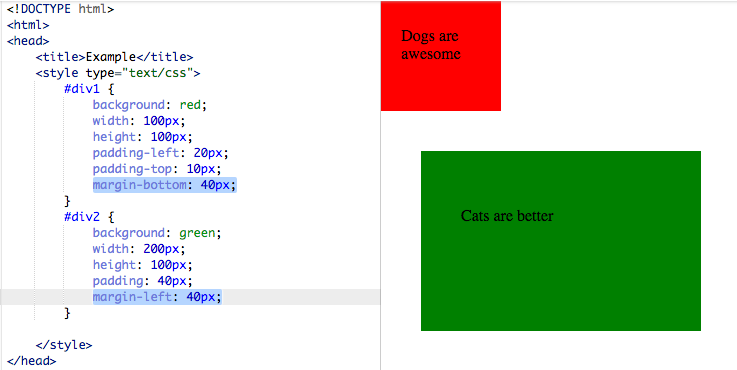 <!DOCTYPE html>
<html>
<head>
    <title>Example</title>
    <style type="text/css">
        #div1 {
            background: red;
            width: 100px;
            height: 100px;
            padding-left: 20px;
            padding-top: 10px;
            margin-bottom: 40px;
        }
        #div2 {
            background: green;
            width: 200px;
            height: 100px;
            padding: 40px;
            margin-left: 40px;
        }
    </style>
</head>
Dogs are
awesome
Cats are better